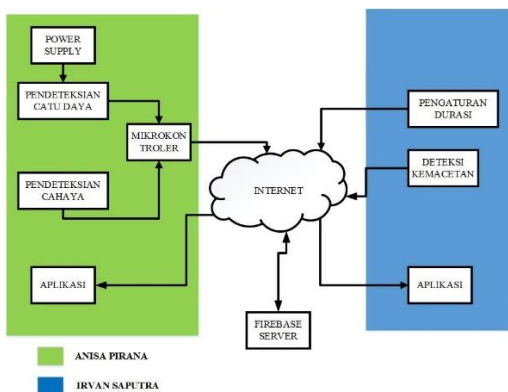 POWER
SUPPLY
PENDETEKSIAN
CATU DAYA
MIKROKON
TROLER
PENDETEKSIAN
CAHAYA
APLIKASI
INTERNET
FIREBASE
SERVER
PENGATURAN
DURASI
DETEKSI
KEMACETAN
APLIKASI
ANISA PIRANA
IRVAN SAPUTRA